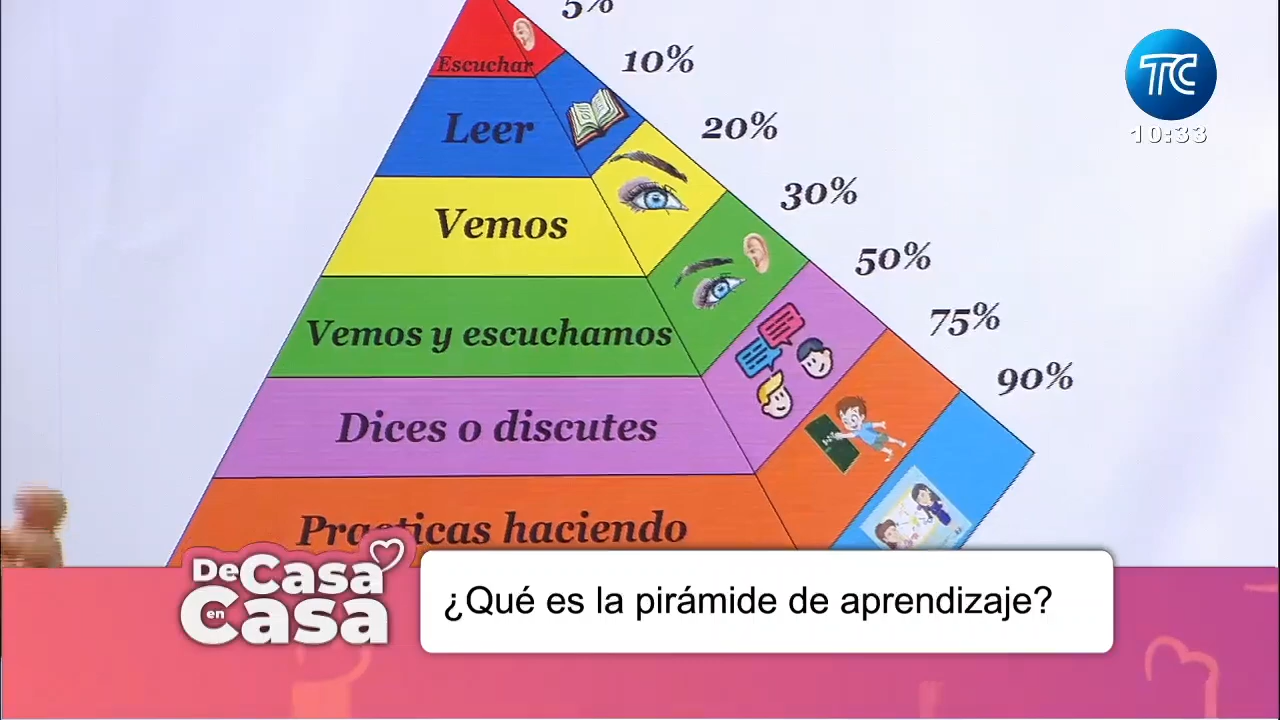 5%
Escuchar
10%
Leer
20%
Vemos
30%
Vemos y escuchamos
50%
Dices o discutes
75%
Practicas haciendo
90%
TC
10:33
De Casa
en Casa
¿Qué es la pirámide de aprendizaje?